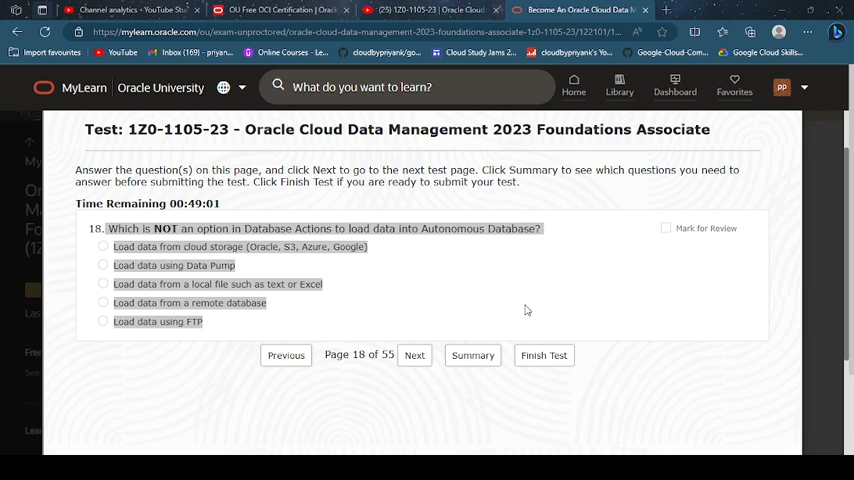 Channel analytics - YouTube Stu
OU Free OCI Certification | Orac
(25) 1Z0-1105-23 | Oracle Cloud
Become An Oracle Cloud Data M
https://mylearn.oracle.com/ou/exam-unproctored/oracle-cloud-data-management-2023-foundations-associate-1z0-1105-23/122101/1...
Import favourites
YouTube
Inbox (169) - priyan...
Online Courses - Le...
cloudbypriyank/goo...
Cloud Study Jams 2...
cloudbypriyank's Yo...
Google-Cloud-Com...
Google Cloud Skills...
MyLearn
Oracle University
What do you want to learn?
Home
Library
Dashboard
Favorites
PP
Test: 1Z0-1105-23 - Oracle Cloud Data Management 2023 Foundations Associate
Answer the question(s) on this page, and click Next to go to the next test page. Click Summary to see which questions you need to
answer before submitting the test. Click Finish Test if you are ready to submit your test.
Time Remaining 00:49:01
18. Which is NOT an option in Database Actions to load data into Autonomous Database?
Mark for Review
Load data from cloud storage (Oracle, S3, Azure, Google)
Load data using Data Pump
Load data from a local file such as text or Excel
Load data from a remote database
Load data using FTP
Previous
Page 18 of 55
Next
Summary
Finish Test
My
Or
Ma
Fo
(1Z
Las
Free
See
Lear